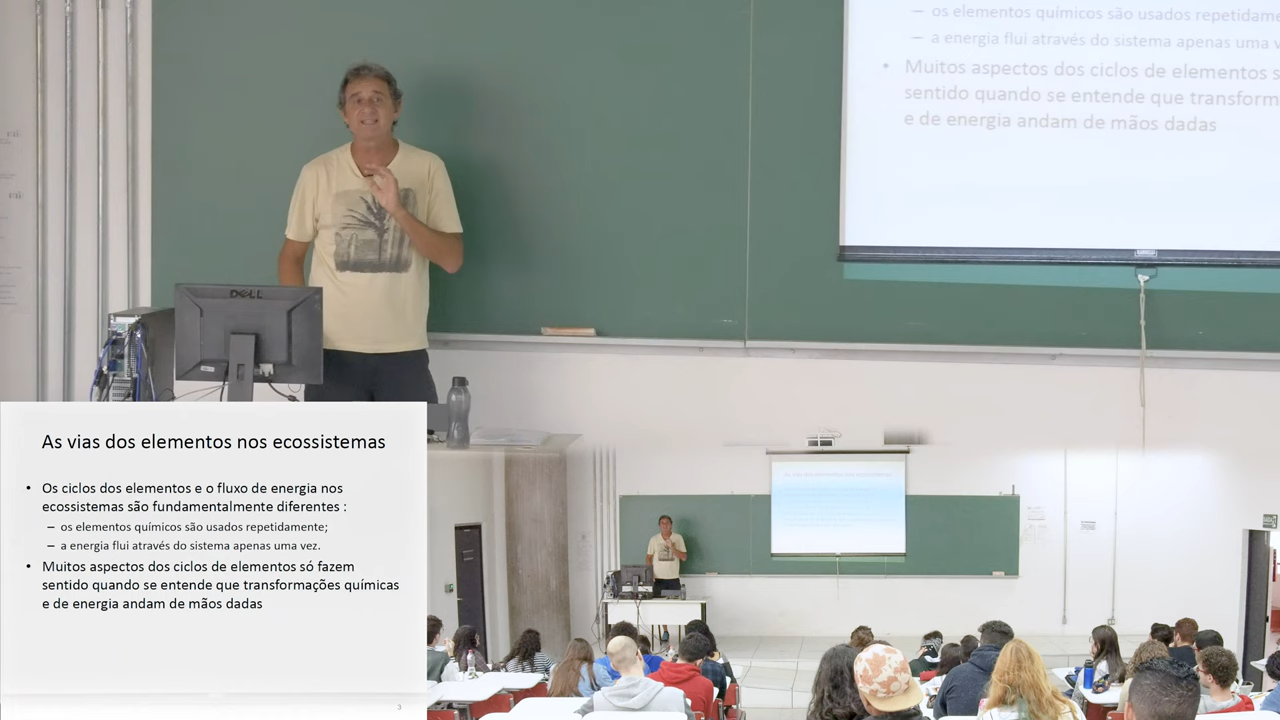 – os elementos químicos são usados repetidame
– a energia flui através do sistema apenas uma v
• Muitos aspectos dos ciclos de elementos s
sentido quando se entende que transform
e de energia andam de mãos dadas
DELL
As vias dos elementos nos ecossistemas
• Os ciclos dos elementos e o fluxo de energia nos
ecossistemas são fundamentalmente diferentes :
– os elementos químicos são usados repetidamente;
– a energia flui através do sistema apenas uma vez.
• Muitos aspectos dos ciclos de elementos só fazem
sentido quando se entende que transformações químicas
e de energia andam de mãos dadas
3